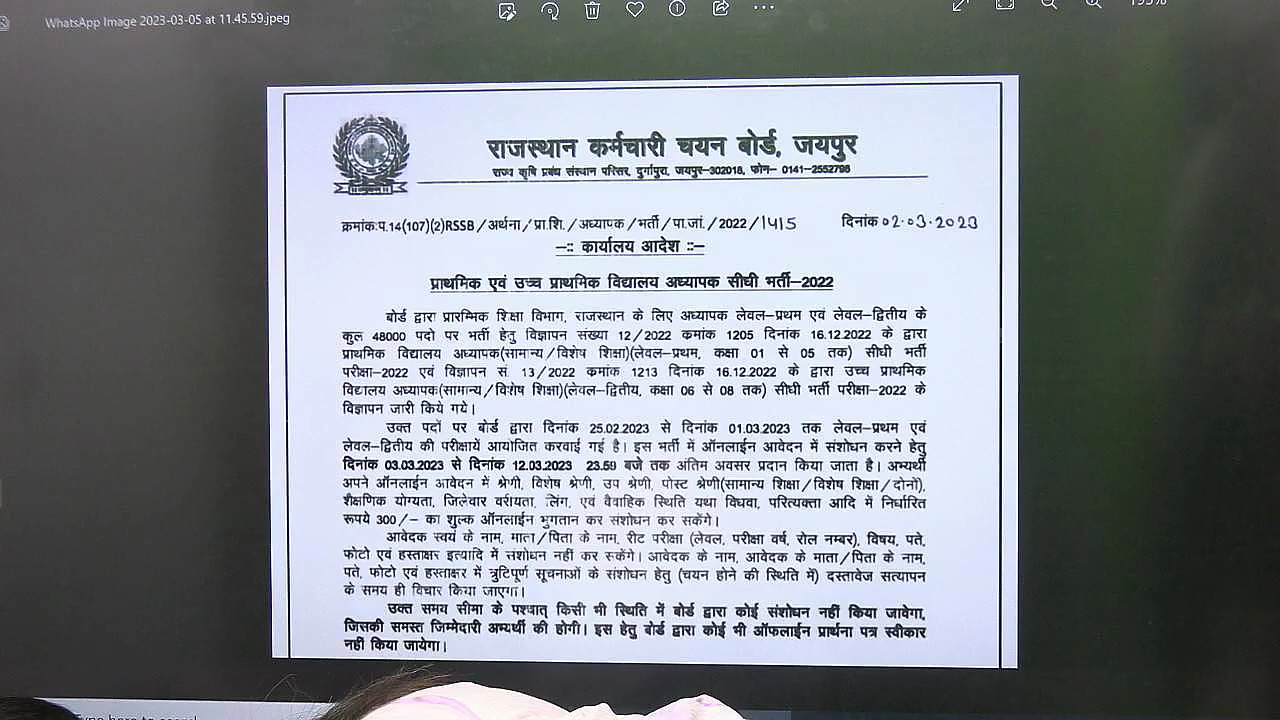 WhatsApp Image 2023-03-05 at 11.45.59.jpeg
राजस्थान कर्मचारी चयन बोर्ड, जयपुर
राज्य कृषि प्रबंध संस्थान परिसर, दुर्गापुरा, जयपुर–302018, फोन– 0141–2552796
क्रमांक:प.14(107)(2)RSSB/अर्थना/प्रा.शि./अध्यापक/भर्ती/पा.जां./2022/1415 दिनांक 02.03.2023
–:: कार्यालय आदेश ::–
प्राथमिक एवं उच्च प्राथमिक विद्यालय अध्यापक सीधी भर्ती–2022
बोर्ड द्वारा प्रारम्भिक शिक्षा विभाग, राजस्थान के लिए अध्यापक लेवल–प्रथम एवं लेवल–द्वितीय के
कुल 48000 पदो पर भर्ती हेतु विज्ञापन संख्या 12/2022 कमांक 1205 दिनांक 16.12.2022 के द्वारा
प्राथमिक विद्यालय अध्यापक(सामान्य/विशेष शिक्षा)(लेवल–प्रथम, कक्षा 01 से 05 तक) सीधी भर्ती
परीक्षा–2022 एवं विज्ञापन सं. 13/2022 कमांक 1213 दिनांक 16.12.2022 के द्वारा उच्च प्राथमिक
विद्यालय अध्यापक(सामान्य/विशेष शिक्षा)(लेवल–द्वितीय, कक्षा 06 से 08 तक) सीधी भर्ती परीक्षा–2022 के
विज्ञापन जारी किये गये।
उक्त पदों पर बोर्ड द्वारा दिनांक 25.02.2023 से दिनांक 01.03.2023 तक लेवल–प्रथम एवं
लेवल–द्वितीय की परीक्षायें आयोजित करवाई गई है। इस भर्ती में ऑनलाईन आवेदन में संशोधन करने हेतु
दिनांक 03.03.2023 से दिनांक 12.03.2023 23.59 बजे तक अंतिम अवसर प्रदान किया जाता है। अभ्यर्थी
अपने ऑनलाईन आवेदन में श्रेणी, विशेष श्रेणी, उप श्रेणी, पोस्ट श्रेणी(सामान्य शिक्षा/विशेष शिक्षा/दोनों),
शैक्षणिक योग्यता, जिलेवार वरीयता, लिंग, एवं वैवाहिक स्थिति यथा विधवा, परित्यक्ता आदि में निर्धारित
रूपये 300/– का शुल्क ऑनलाईन भुगतान कर संशोधन कर सकेंगे।
आवेदक स्वयं के नाम, माता/पिता के नाम, रीट परीक्षा (लेवल, परीक्षा वर्ष, रोल नम्बर), विषय, पते,
फोटो एवं हस्ताक्षर इत्यादि में संशोधन नहीं कर सकेंगे। आवेदक के नाम, आवेदक के माता/पिता के नाम,
पते, फोटो एवं हस्ताक्षर में त्रुटिपूर्ण सूचनाओं के संशोधन हेतु (चयन होने की स्थिति में) दस्तावेज सत्यापन
के समय ही विचार किया जाएगा।
उक्त समय सीमा के पश्चात् किसी भी स्थिति में बोर्ड द्वारा कोई संशोधन नहीं किया जावेगा,
जिसकी समस्त जिम्मेदारी अभ्यर्थी की होगी। इस हेतु बोर्ड द्वारा कोई भी ऑफलाईन प्रार्थना पत्र स्वीकार
नहीं किया जायेगा।